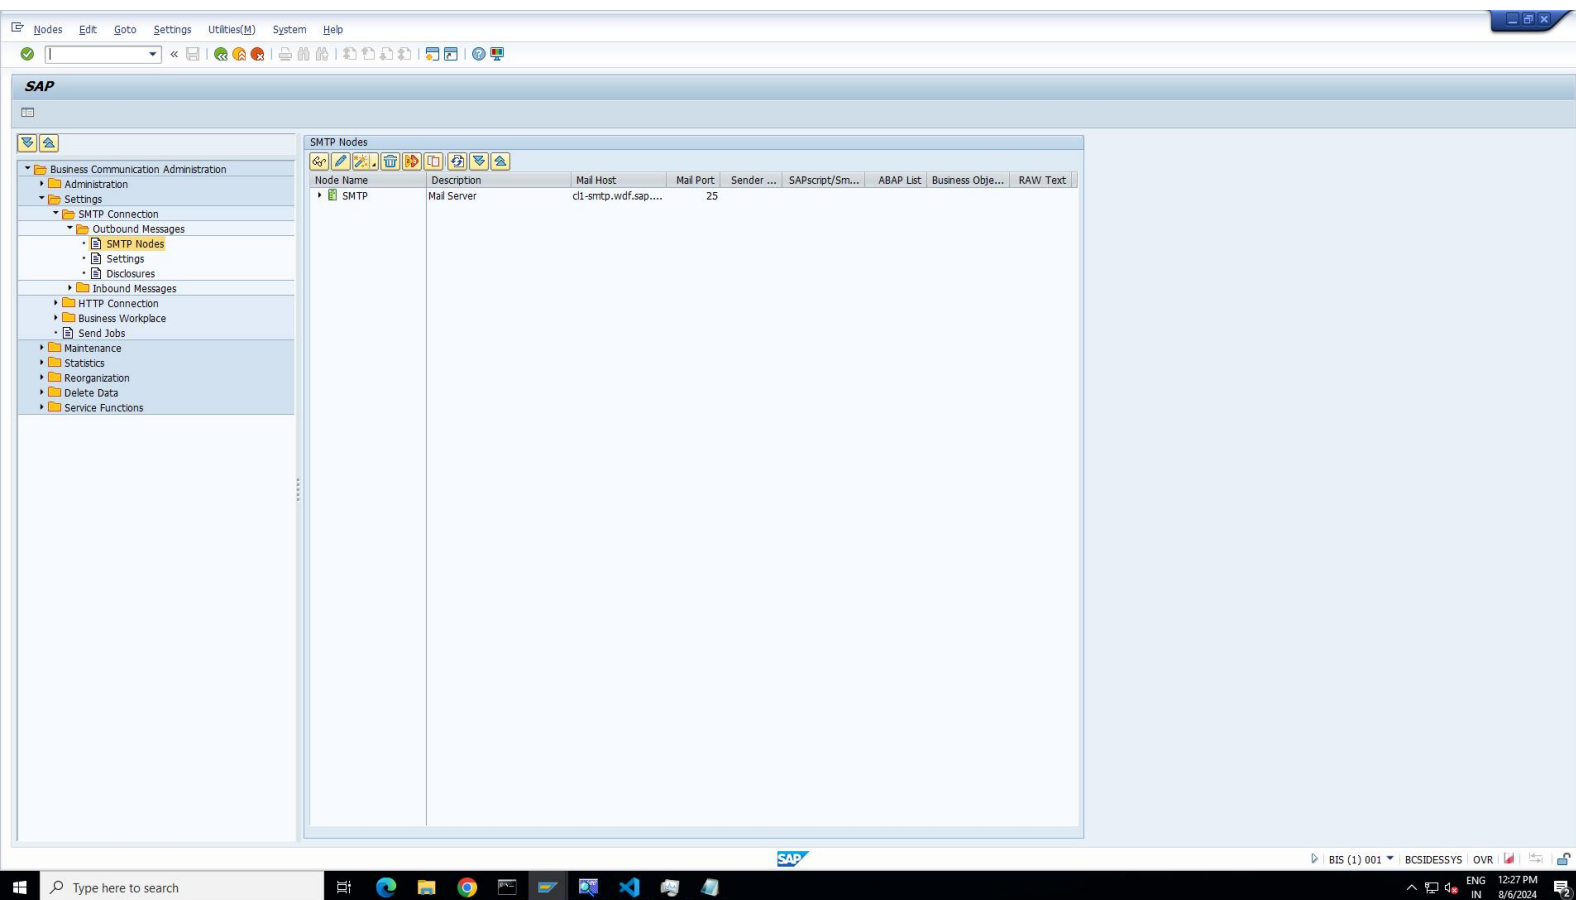 Nodes Edit Goto Settings Utilities(M) System Help
SAP
Business Communication Administration
Administration
Settings
SMTP Connection
Outbound Messages
SMTP Nodes
Settings
Disclosures
Inbound Messages
HTTP Connection
Business Workplace
Send Jobs
Maintenance
Statistics
Reorganization
Delete Data
Service Functions
SMTP Nodes
Node Name Description Mail Host Mail Port Sender ... SAPscript/Sm... ABAP List Business Obje... RAW Text
SMTP Mail Server cl1-smtp.wdf.sap.... 25
SAP
BIS (1) 001 BCSIDESSYS OVR
Type here to search
ENG
IN
12:27 PM
8/6/2024
2